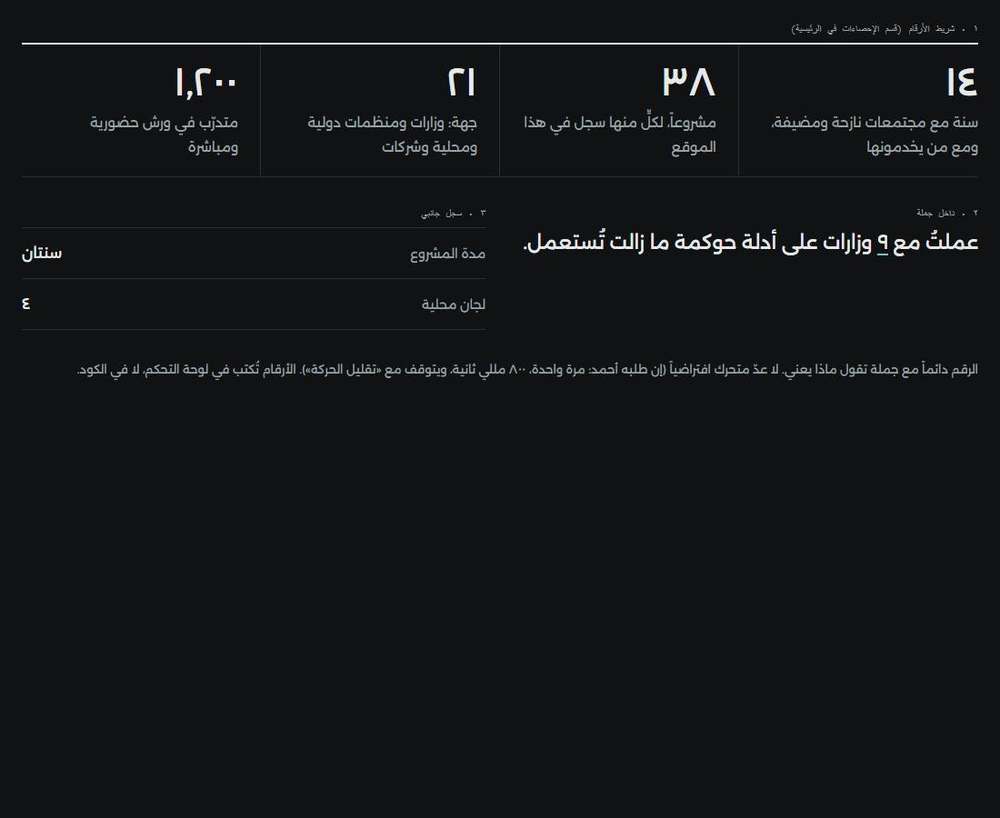 ١ · شريط الأرقام (قسم الإحصاءات في الرئيسية)
١٤
سنة مع مجتمعات نازحة ومضيفة،
ومع من يخدمونها
٣٨
مشروعاً، لكلٍّ منها سجل في هذا
الموقع
٢١
جهة: وزارات ومنظمات دولية
ومحلية وشركات
١,٢٠٠
متدرّب في ورش حضورية
ومباشرة
٢ · داخل جملة
عملتُ مع ٩ وزارات على أدلة حوكمة ما زالت تُستعمل.
٣ · سجل جانبي
مدة المشروع
سنتان
لجان محلية
٤
الرقم دائماً مع جملة تقول ماذا يعني. لا عدّ متحرك افتراضياً (إن طلبه أحمد: مرة واحدة، ٨٠٠ مللي ثانية، ويتوقف مع «تقليل الحركة»). الأرقام تُكتب في لوحة التحكم، لا في الكود.